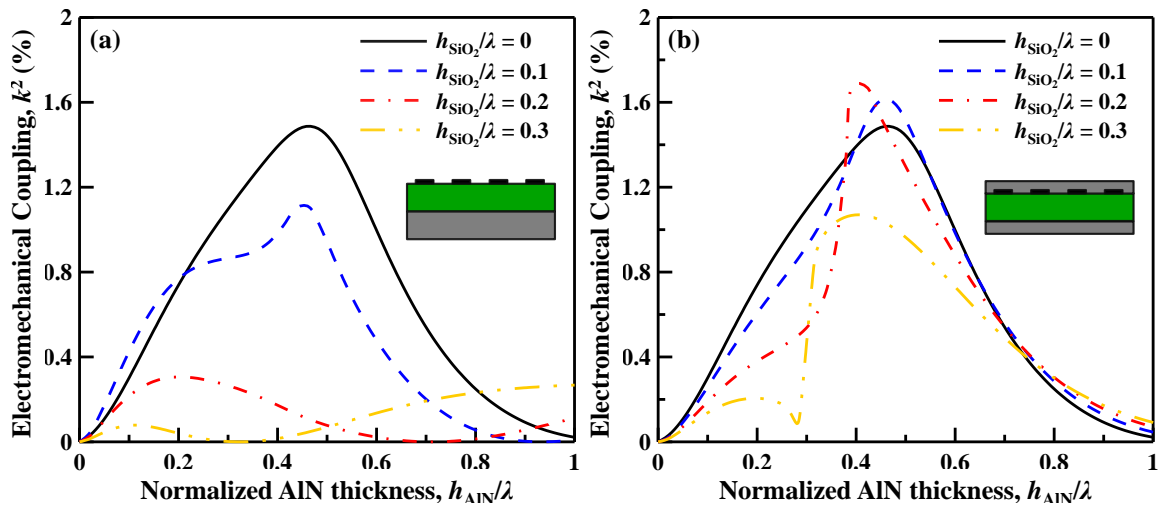 (a)
h_SiO₂/λ = 0
h_SiO₂/λ = 0.1
h_SiO₂/λ = 0.2
h_SiO₂/λ = 0.3
Electromechanical Coupling, k² (%)
2
1.6
1.2
0.8
0.4
0
0 0.2 0.4 0.6 0.8 1
Normalized AlN thickness, h_AlN/λ
(b)
h_SiO₂/λ = 0
h_SiO₂/λ = 0.1
h_SiO₂/λ = 0.2
h_SiO₂/λ = 0.3
Electromechanical Coupling, k² (%)
2
1.6
1.2
0.8
0.4
0
0 0.2 0.4 0.6 0.8 1
Normalized AlN thickness, h_AlN/λ